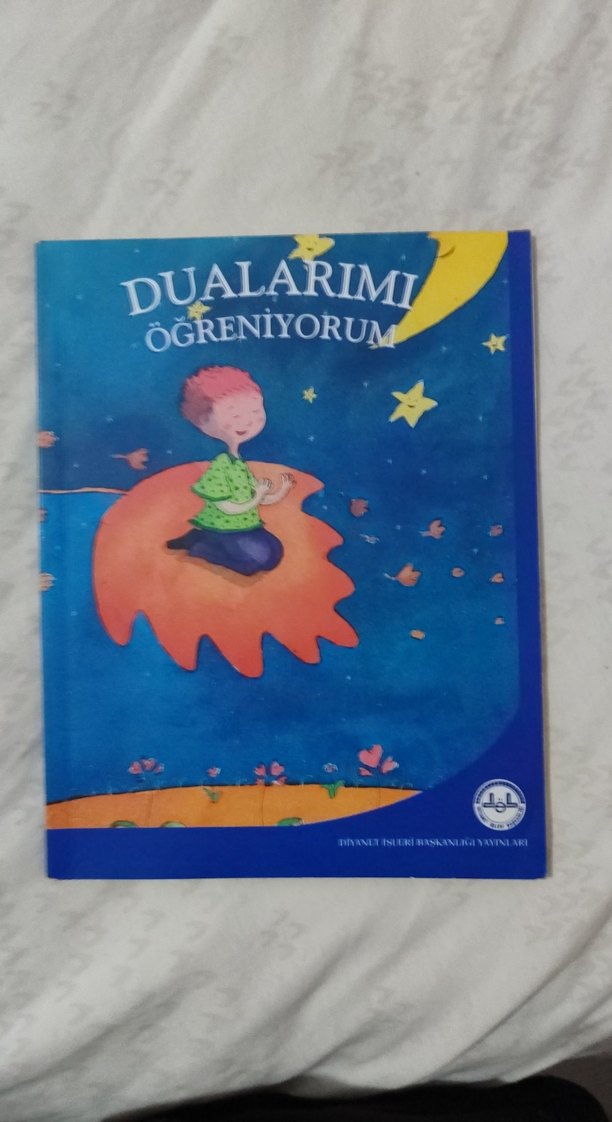 DUALARIMI
ÖĞRENİYORUM
DİYANET İŞLERİ BAŞKANLIĞI YAYINLARI